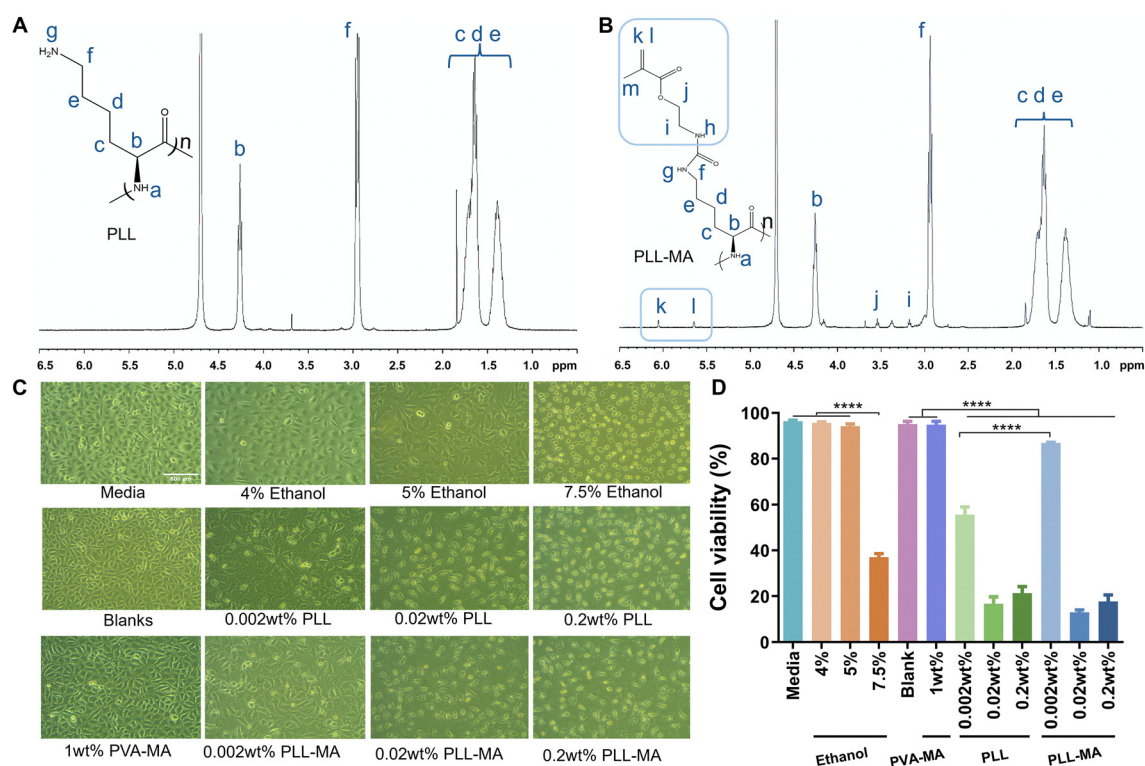 A
g
H₂N
f
e
d
c
b
O
n
NH a
PLL
b
f
c d e
6.5 6.0 5.5 5.0 4.5 4.0 3.5 3.0 2.5 2.0 1.5 1.0 ppm
B
k l
m
O
O
j
i
NH h
O
g NH f
e
d
c
b
O
n
NH a
PLL-MA
k l
b
j
i
f
c d e
6.5 6.0 5.5 5.0 4.5 4.0 3.5 3.0 2.5 2.0 1.5 1.0 ppm
C
Media
4% Ethanol
5% Ethanol
7.5% Ethanol
Blanks
0.002wt% PLL
0.02wt% PLL
0.2wt% PLL
1wt% PVA-MA
0.002wt% PLL-MA
0.02wt% PLL-MA
0.2wt% PLL-MA
D
Cell viability (%)
100
80
60
40
20
0
****
****
****
Media
4%
5%
7.5%
Blank
1wt%
0.002wt%
0.02wt%
0.2wt%
0.002wt%
0.02wt%
0.2wt%
Ethanol
PVA-MA
PLL
PLL-MA